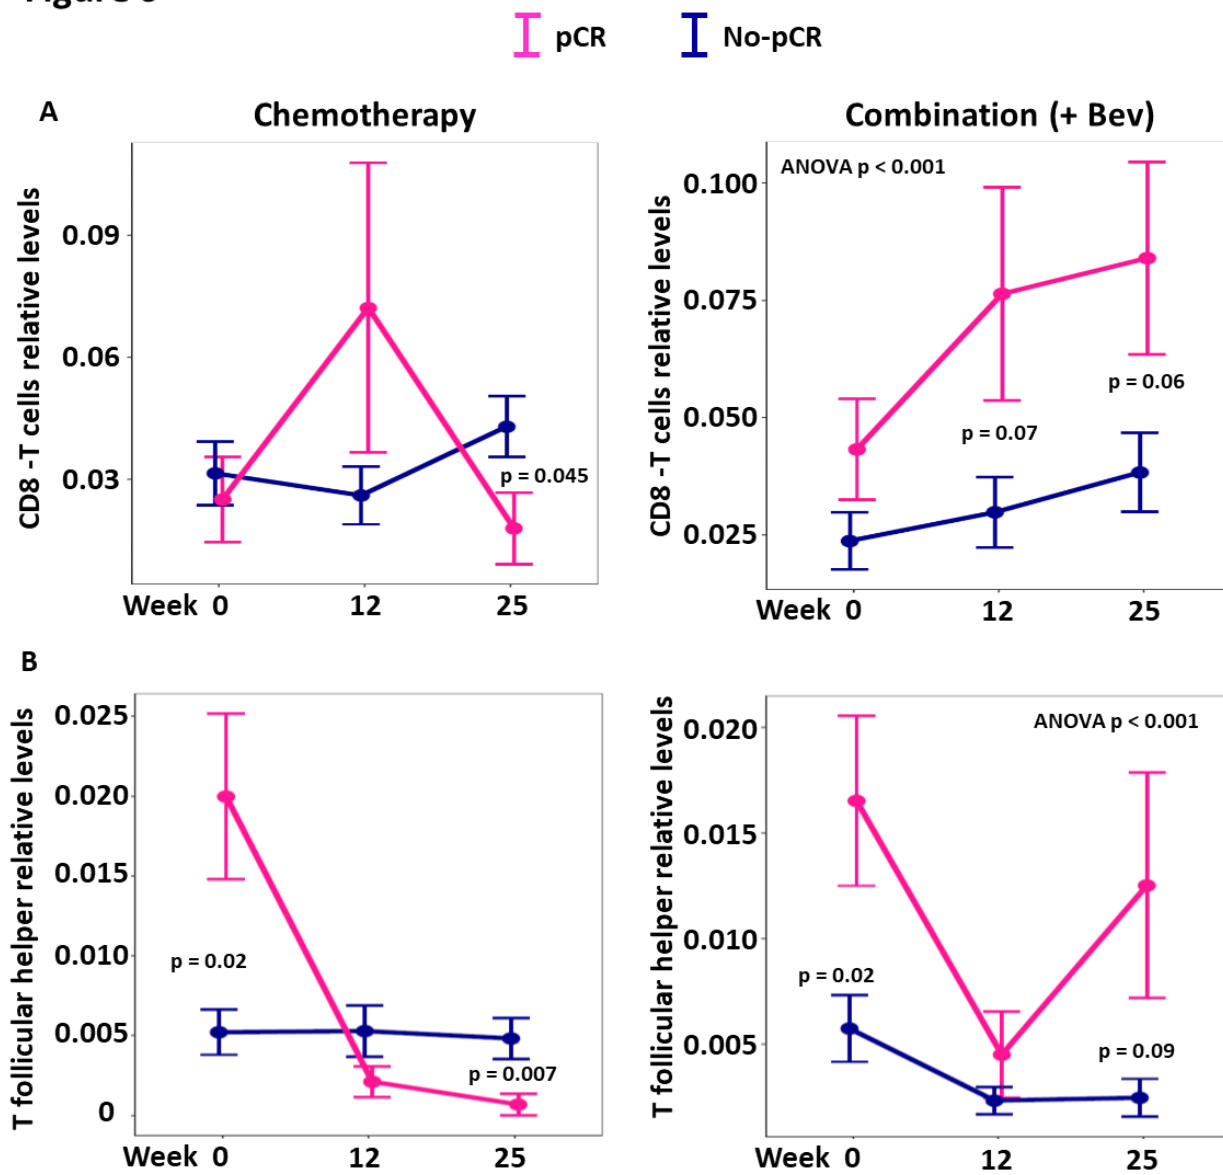 Figure 6
pCR No-pCR
A Chemotherapy Combination (+ Bev)
CD8 -T cells relative levels
0.09
0.06
0.03
p = 0.045
Week 0 12 25
CD8 -T cells relative levels
ANOVA p < 0.001
0.100
0.075
0.050
0.025
p = 0.07
p = 0.06
Week 0 12 25
B
T follicular helper relative levels
0.025
0.020
0.015
0.010
0.005
0
p = 0.02
p = 0.007
Week 0 12 25
T follicular helper relative levels
ANOVA p < 0.001
0.020
0.015
0.010
0.005
p = 0.02
p = 0.09
Week 0 12 25